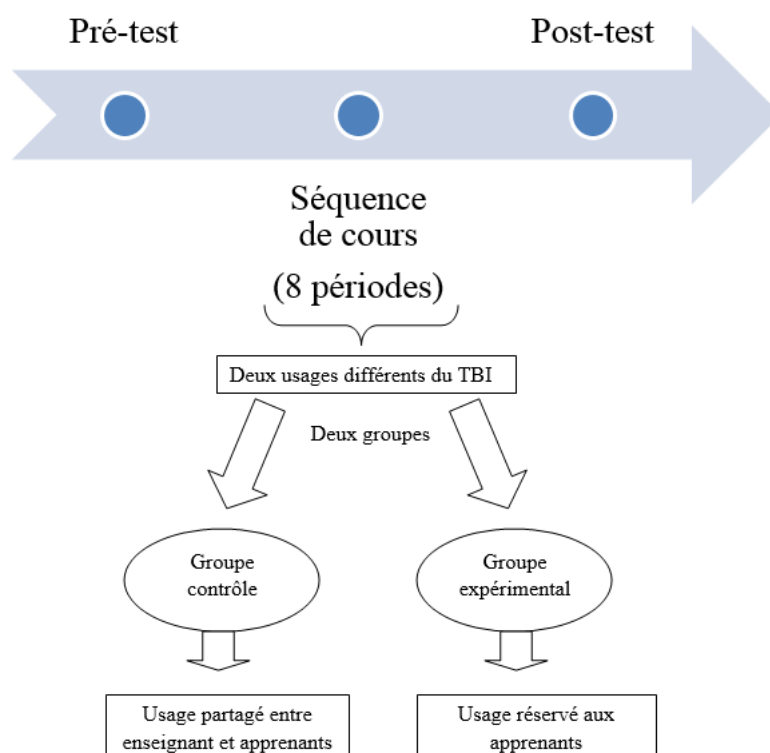 Pré-test
Post-test
Séquence
de cours
(8 périodes)
Deux usages différents du TBI
Deux groupes
Groupe
contrôle
Groupe
expérimental
Usage partagé entre
enseignant et apprenants
Usage réservé aux
apprenants